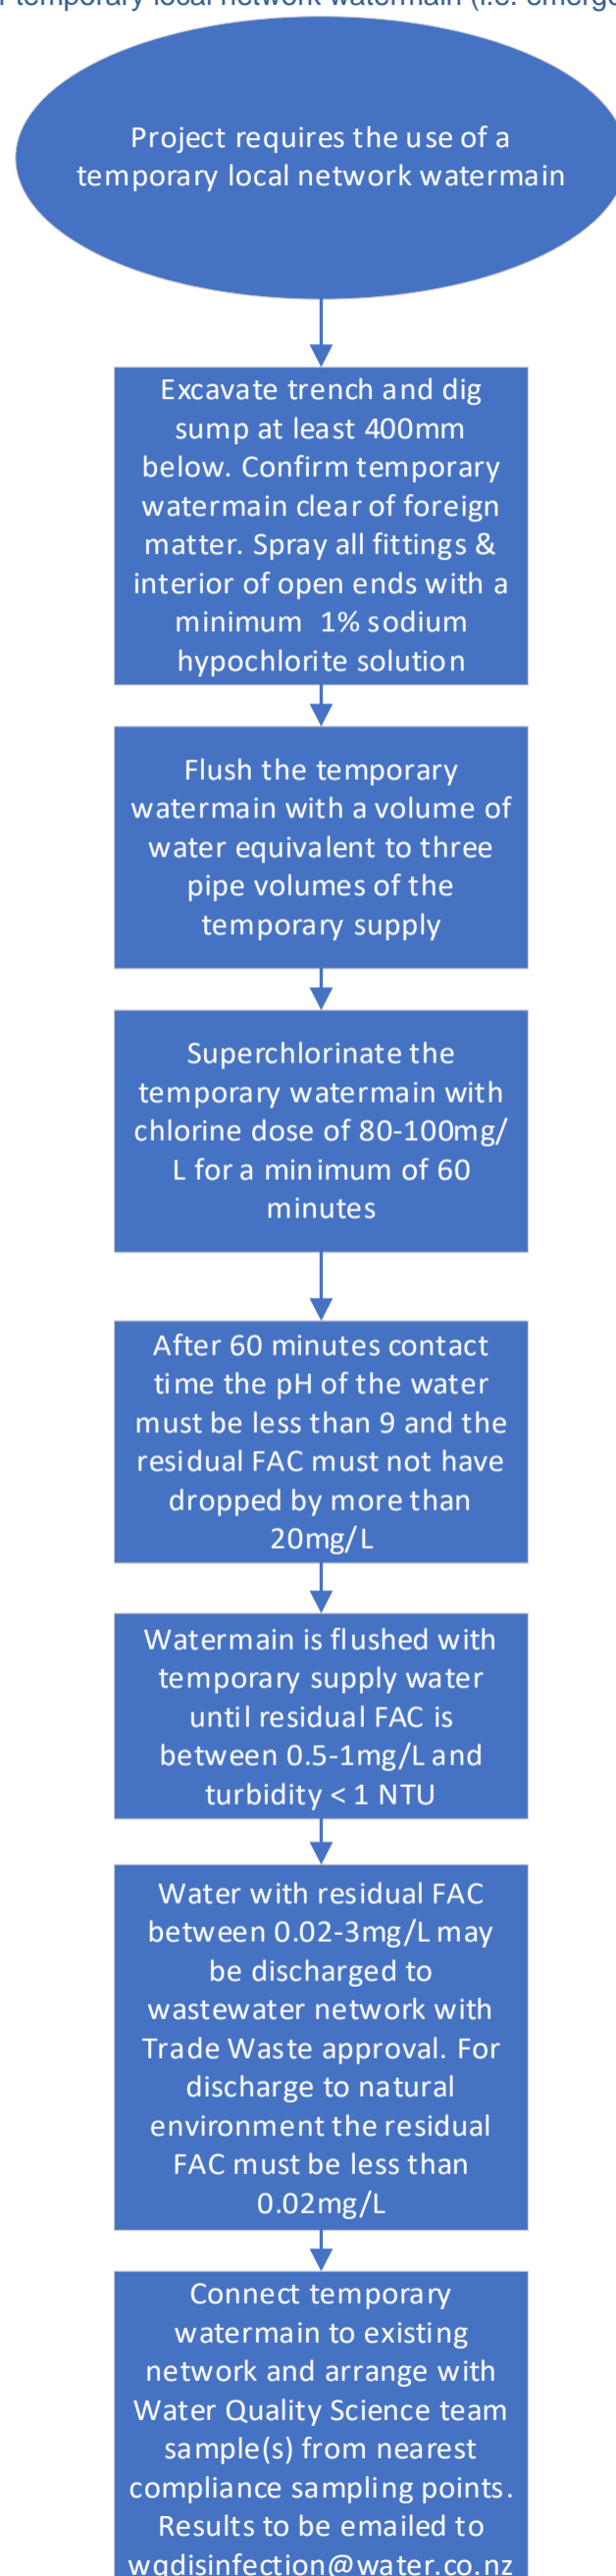 temporary local network watermain (i.e. emerge
Project requires the use of a
temporary local network watermain
Excavate trench and dig
sump at least 400mm
below. Confirm temporary
watermain clear of foreign
matter. Spray all fittings &
interior of open ends with a
minimum 1% sodium
hypochlorite solution
Flush the temporary
watermain with a volume of
water equivalent to three
pipe volumes of the
temporary supply
Superchlorinate the
temporary watermain with
chlorine dose of 80-100mg/
L for a minimum of 60
minutes
After 60 minutes contact
time the pH of the water
must be less than 9 and the
residual FAC must not have
dropped by more than
20mg/L
Watermain is flushed with
temporary supply water
until residual FAC is
between 0.5-1mg/L and
turbidity < 1 NTU
Water with residual FAC
between 0.02-3mg/L may
be discharged to
wastewater network with
Trade Waste approval. For
discharge to natural
environment the residual
FAC must be less than
0.02mg/L
Connect temporary
watermain to existing
network and arrange with
Water Quality Science team
sample(s) from nearest
compliance sampling points.
Results to be emailed to
wqdisinfection@water.co.nz